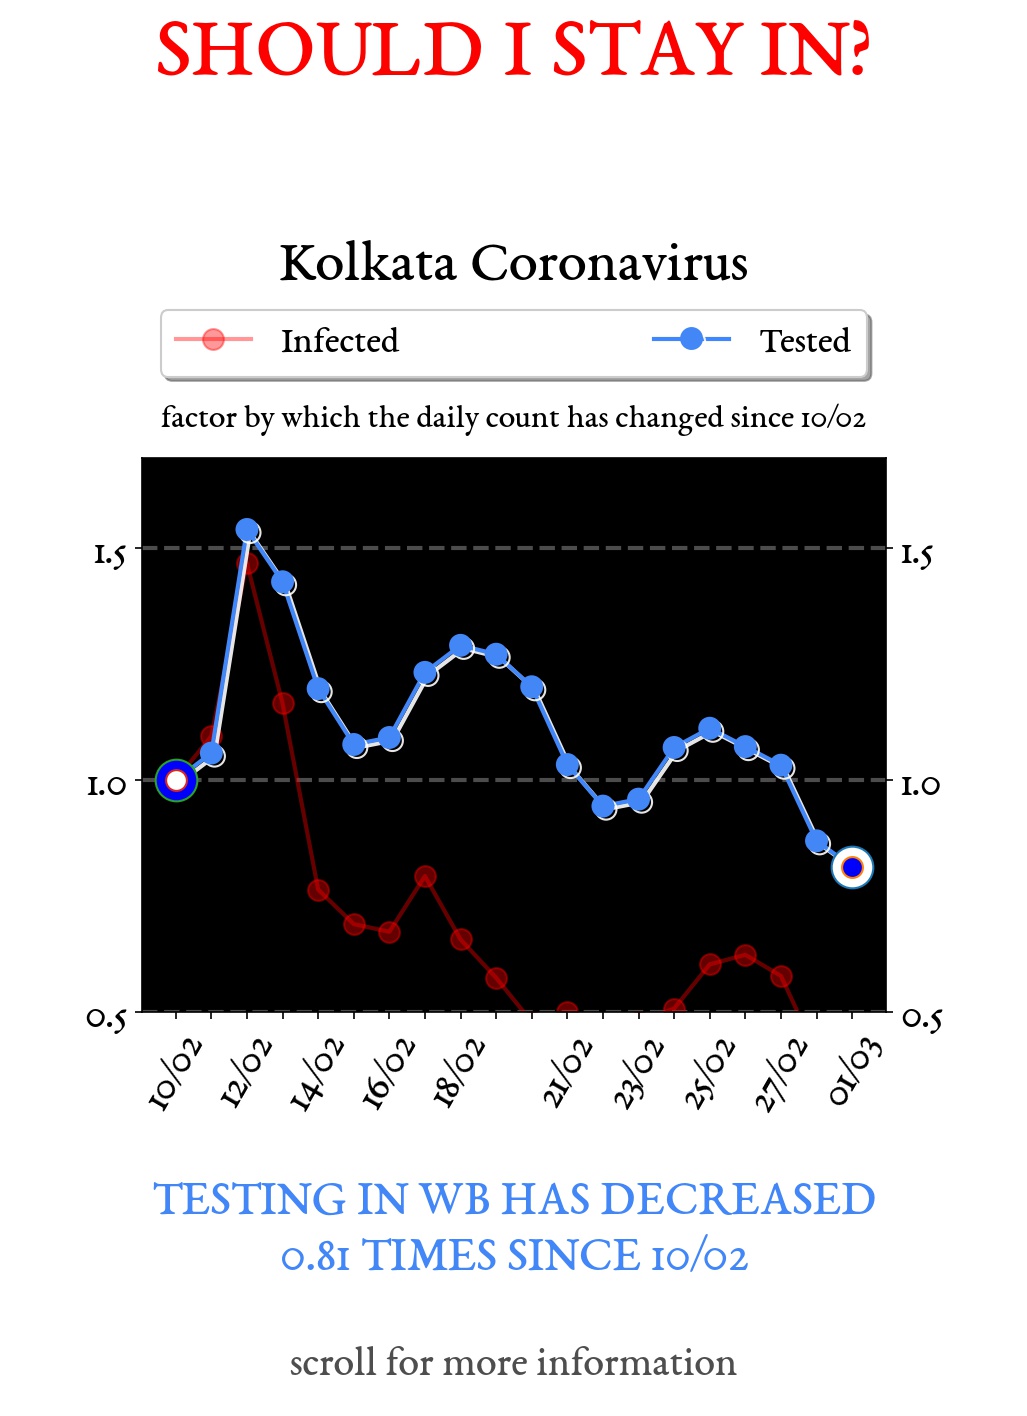 SHOULD I STAY IN?
Kolkata Coronavirus
Infected Tested
factor by which the daily count has changed since 10/02
1.5 1.5
1.0 1.0
0.5 0.5
10/02 12/02 14/02 16/02 18/02 21/02 23/02 25/02 27/02 01/03
TESTING IN WB HAS DECREASED
0.81 TIMES SINCE 10/02
scroll for more information